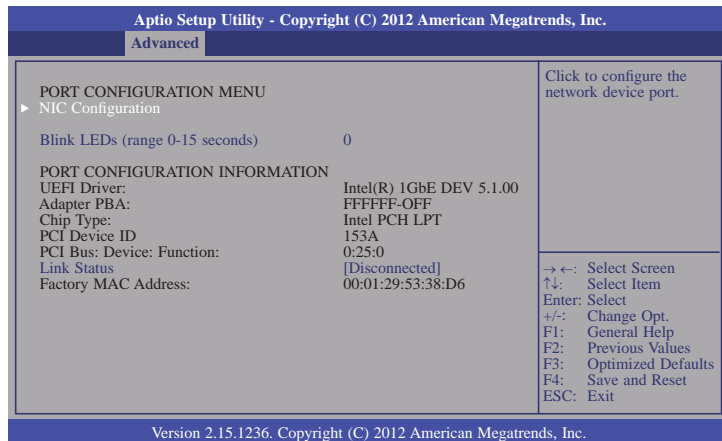 Aptio Setup Utility - Copyright (C) 2012 American Megatrends, Inc.
Advanced
PORT CONFIGURATION MENU
► NIC Configuration
Blink LEDs (range 0-15 seconds) 0
PORT CONFIGURATION INFORMATION
UEFI Driver: Intel(R) 1GbE DEV 5.1.00
Adapter PBA: FFFFFF-OFF
Chip Type: Intel PCH LPT
PCI Device ID 153A
PCI Bus: Device: Function: 0:25:0
Link Status [Disconnected]
Factory MAC Address: 00:01:29:53:38:D6
Click to configure the
network device port.
→ ←: Select Screen
↑↓: Select Item
Enter: Select
+/-: Change Opt.
F1: General Help
F2: Previous Values
F3: Optimized Defaults
F4: Save and Reset
ESC: Exit
Version 2.15.1236. Copyright (C) 2012 American Megatrends, Inc.